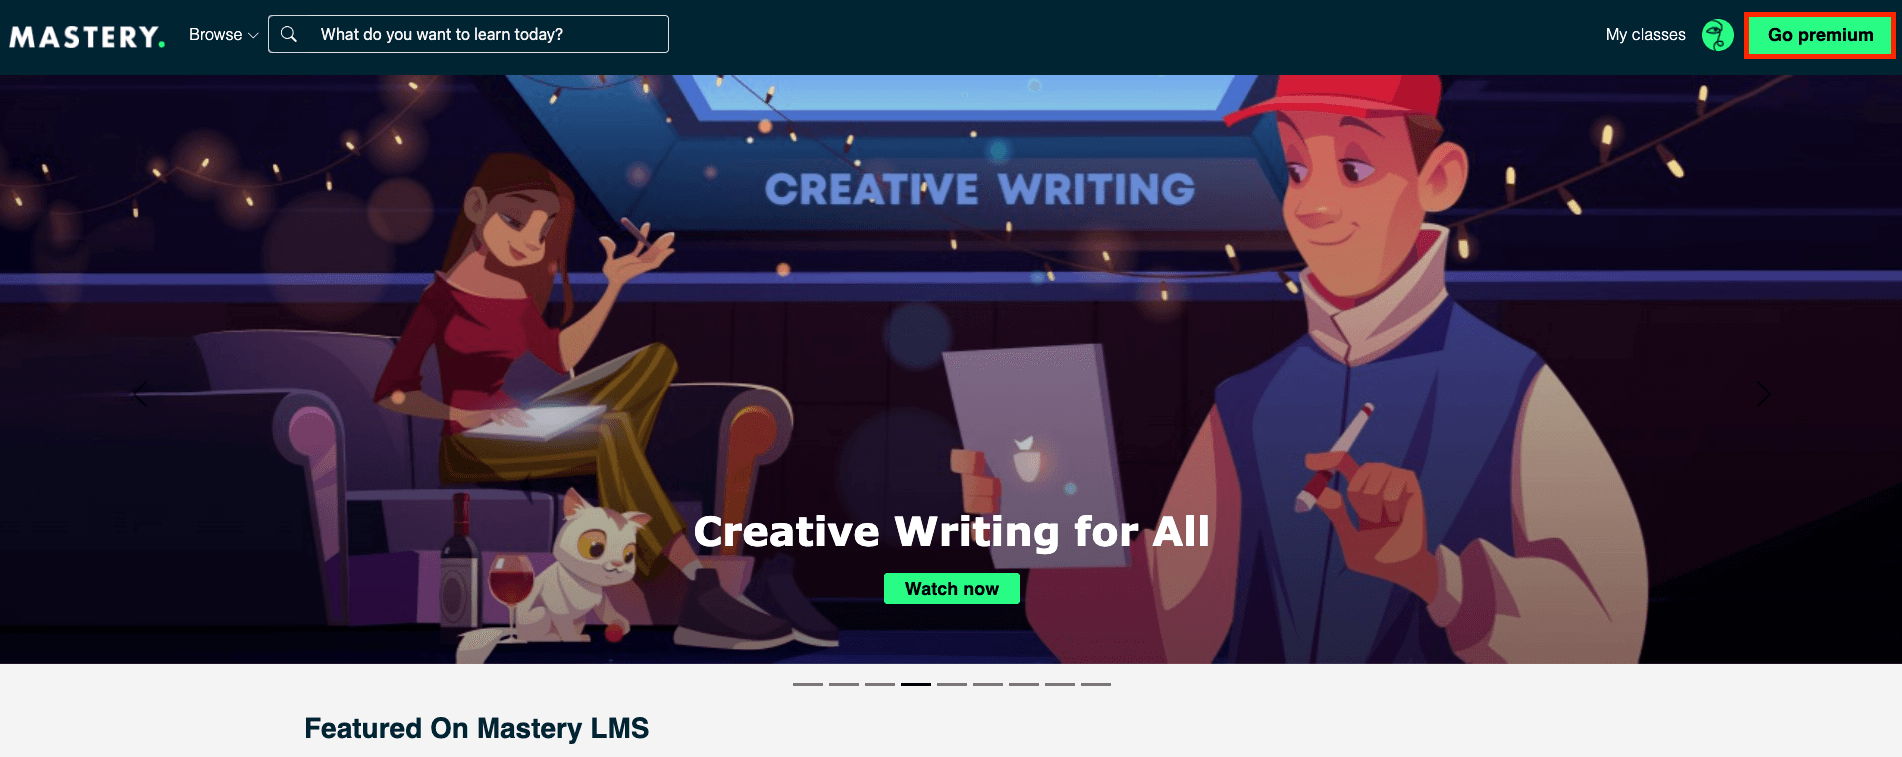 MASTERY.
Browse
What do you want to learn today?
My classes
Go premium
CREATIVE WRITING
Creative Writing for All
Watch now
Featured On Mastery LMS